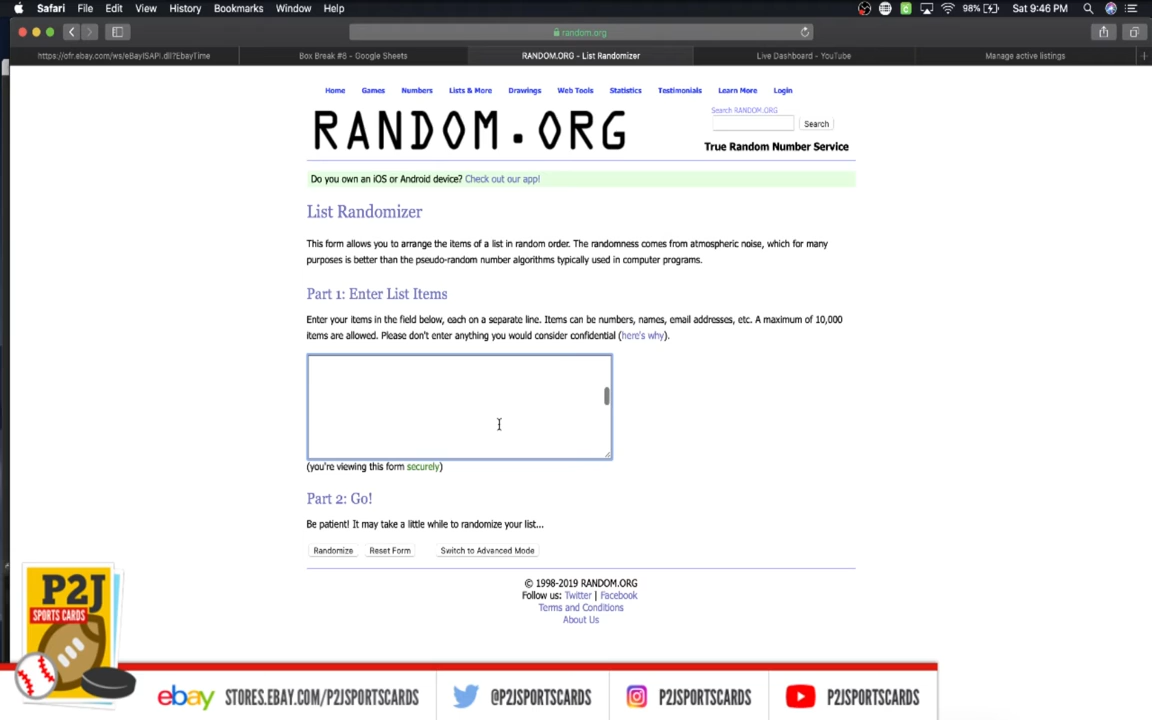 Safari File Edit View History Bookmarks Window Help 98% Sat 9:46 PM
random.org
https://ofr.ebay.com/ws/eBayISAPI.dll?EbayTime Box Break #8 - Google Sheets RANDOM.ORG - List Randomizer Live Dashboard - YouTube Manage active listings
Home Games Numbers Lists & More Drawings Web Tools Statistics Testimonials Learn More Login
RANDOM.ORG
Search RANDOM.ORG
Search
True Random Number Service
Do you own an iOS or Android device? Check out our app!
List Randomizer
This form allows you to arrange the items of a list in random order. The randomness comes from atmospheric noise, which for many
purposes is better than the pseudo-random number algorithms typically used in computer programs.
Part 1: Enter List Items
Enter your items in the field below, each on a separate line. Items can be numbers, names, email addresses, etc. A maximum of 10,000
items are allowed. Please don't enter anything you would consider confidential (here's why).
(you're viewing this form securely)
Part 2: Go!
Be patient! It may take a little while to randomize your list...
Randomize Reset Form Switch to Advanced Mode
© 1998-2019 RANDOM.ORG
Follow us: Twitter | Facebook
Terms and Conditions
About Us
P2J
SPORTS CARDS
ebay STORES.EBAY.COM/P2JSPORTSCARDS @P2JSPORTSCARDS P2JSPORTSCARDS P2JSPORTSCARDS